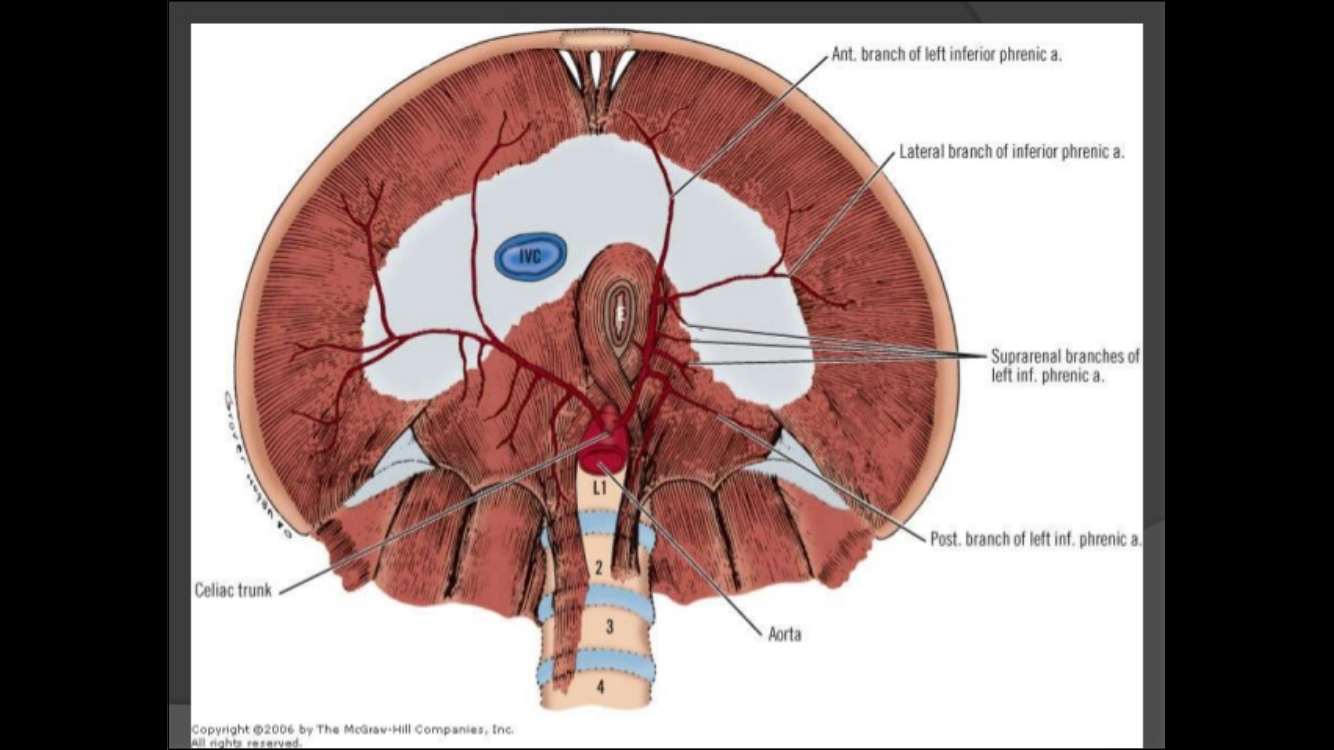 Ant. branch of left inferior phrenic a.
Lateral branch of inferior phrenic a.
IVC
E
Suprarenal branches of
left inf. phrenic a.
L1
Post. branch of left inf. phrenic a.
2
Celiac trunk
3
Aorta
4
Copyright ©2006 by The McGraw-Hill Companies, Inc.
All rights reserved.